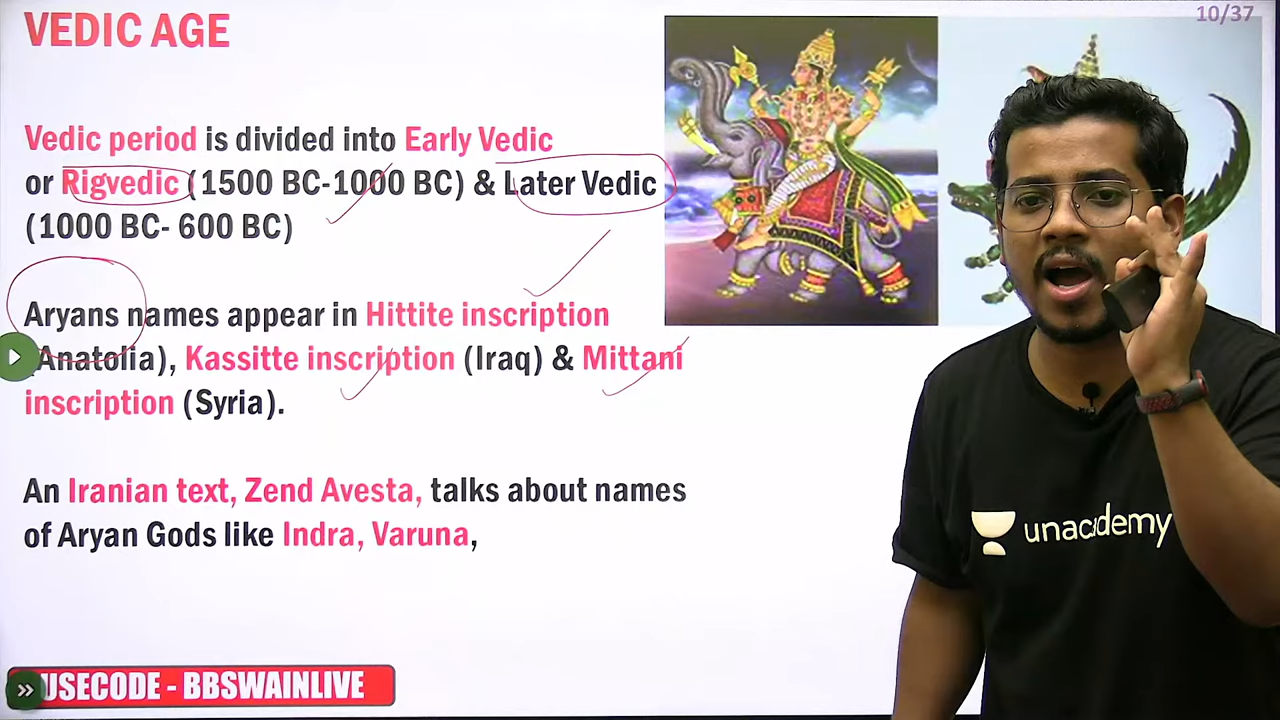 VEDIC AGE
10/37
Vedic period is divided into Early Vedic
or Rigvedic (1500 BC-1000 BC) & Later Vedic
(1000 BC- 600 BC)
Aryans names appear in Hittite inscription
(Anatolia), Kassitte inscription (Iraq) & Mittani
inscription (Syria).
An Iranian text, Zend Avesta, talks about names
of Aryan Gods like Indra, Varuna,
unacademy
USECODE - BBSWAINLIVE